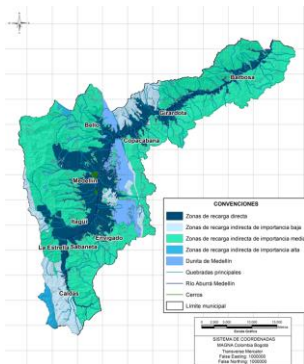 Barbosa
Girardota
Bello
Copacabana
Medellín
Itagüí
Envigado
La Estrella Sabaneta
Caldas
CONVENCIONES
Zonas de recarga directa
Zonas de recarga indirecta de importancia baja
Zonas de recarga indirecta de importancia media
Zonas de recarga indirecta de importancia alta
Dunita de Medellín
Quebradas principales
Río Aburrá-Medellín
Cerros
Límite municipal
SISTEMA DE COORDENADAS
MAGNA Colombia Bogotá
Transverse Mercator
False Easting: 1000000
False Northing: 1000000